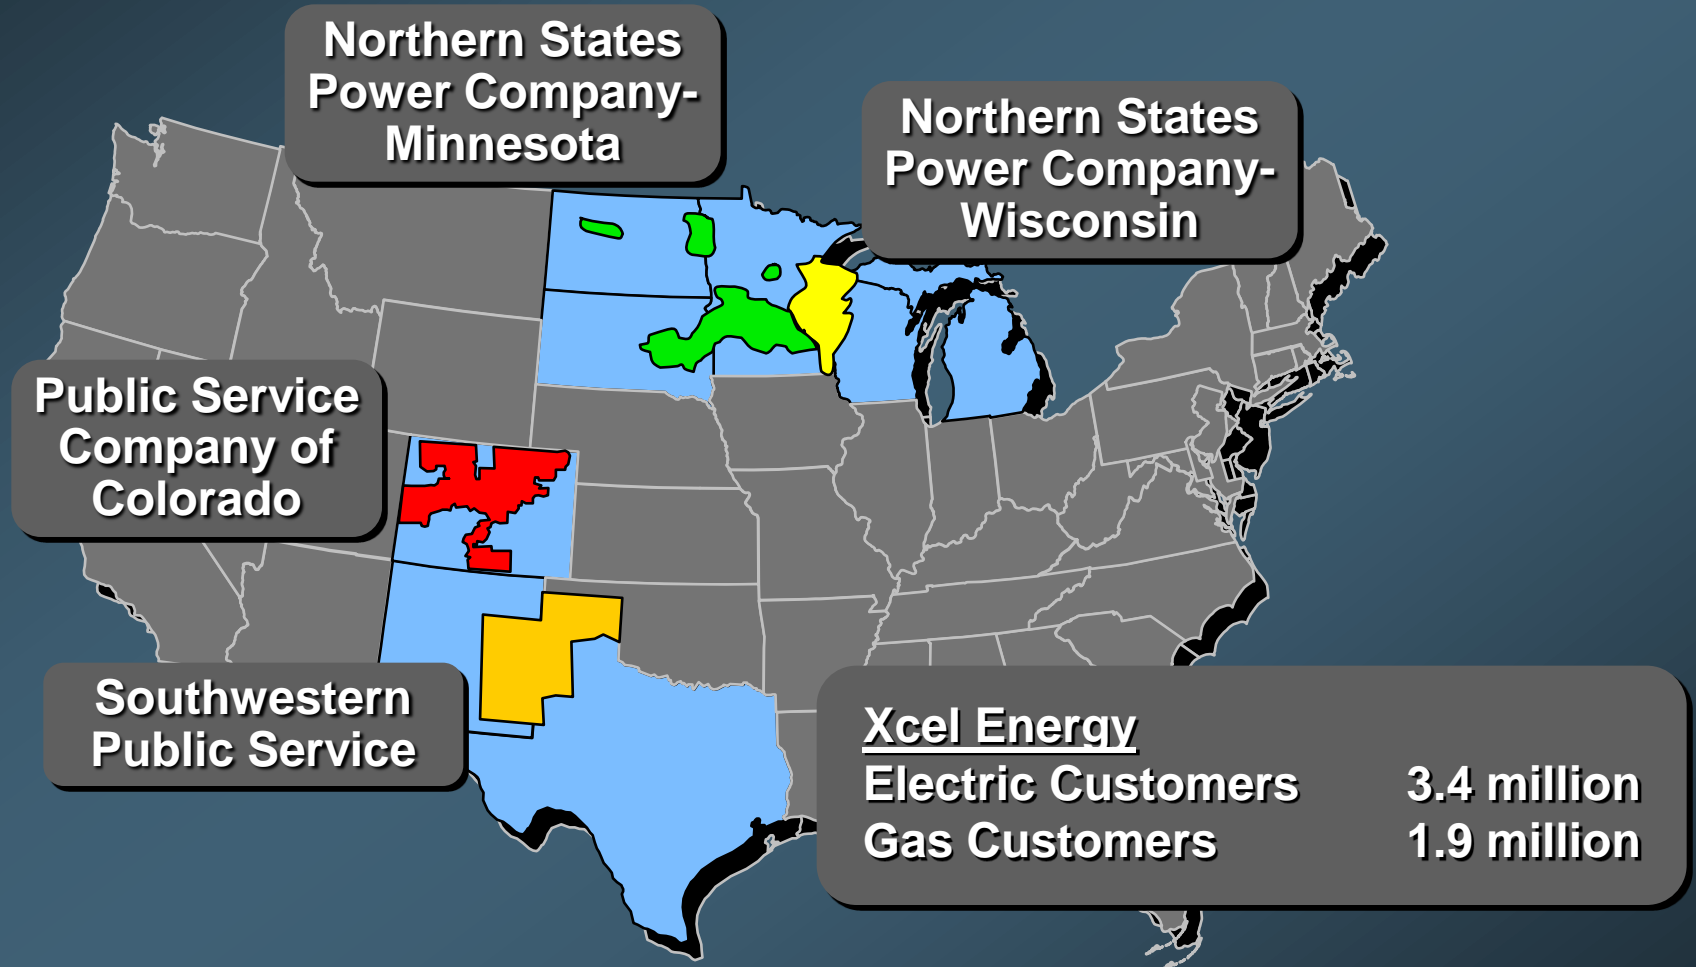 Northern States
Power Company-
Minnesota
Northern States
Power Company-
Wisconsin
Public Service
Company of
Colorado
Southwestern
Public Service
Xcel Energy
Electric Customers 3.4 million
Gas Customers 1.9 million